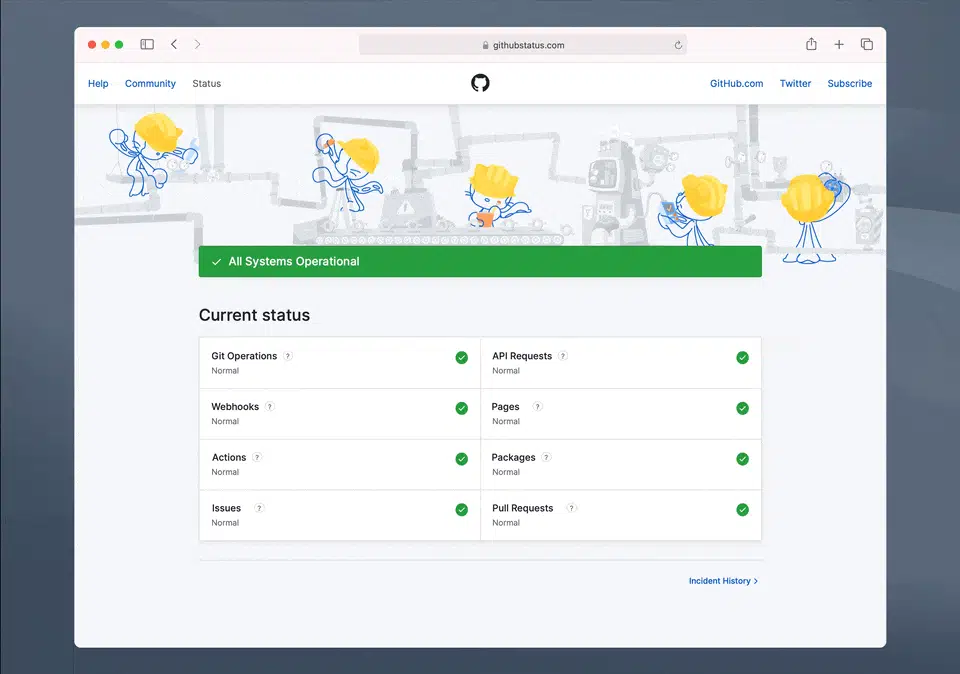 githubstatus.com
Help Community Status GitHub.com Twitter Subscribe
All Systems Operational
Current status
Git Operations ? API Requests ?
Normal Normal
Webhooks ? Pages ?
Normal Normal
Actions ? Packages ?
Normal Normal
Issues ? Pull Requests ?
Normal Normal
Incident History >